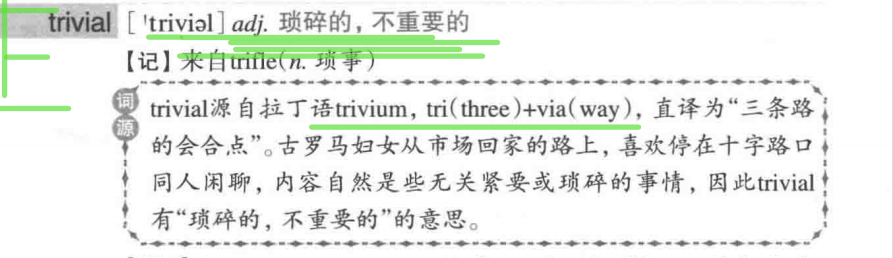 trivial [ˈtriviəl] adj. 琐碎的，不重要的
【记】来自trifle(n. 琐事)
词源
trivial源自拉丁语trivium, tri(three)+via(way)，直译为“三条路
的会合点”。古罗马妇女从市场回家的路上，喜欢停在十字路口
同人闲聊，内容自然是些无关紧要或琐碎的事情，因此trivial
有“琐碎的，不重要的”的意思。